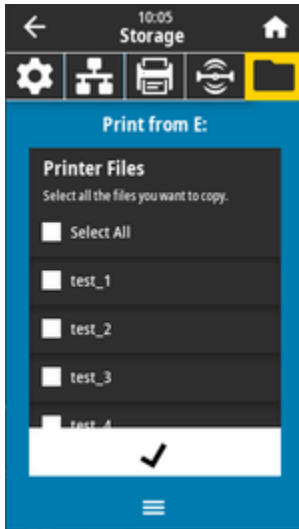 10:05
Storage
Print from E:
Printer Files
Select all the files you want to copy.
Select All
test_1
test_2
test_3
test_4